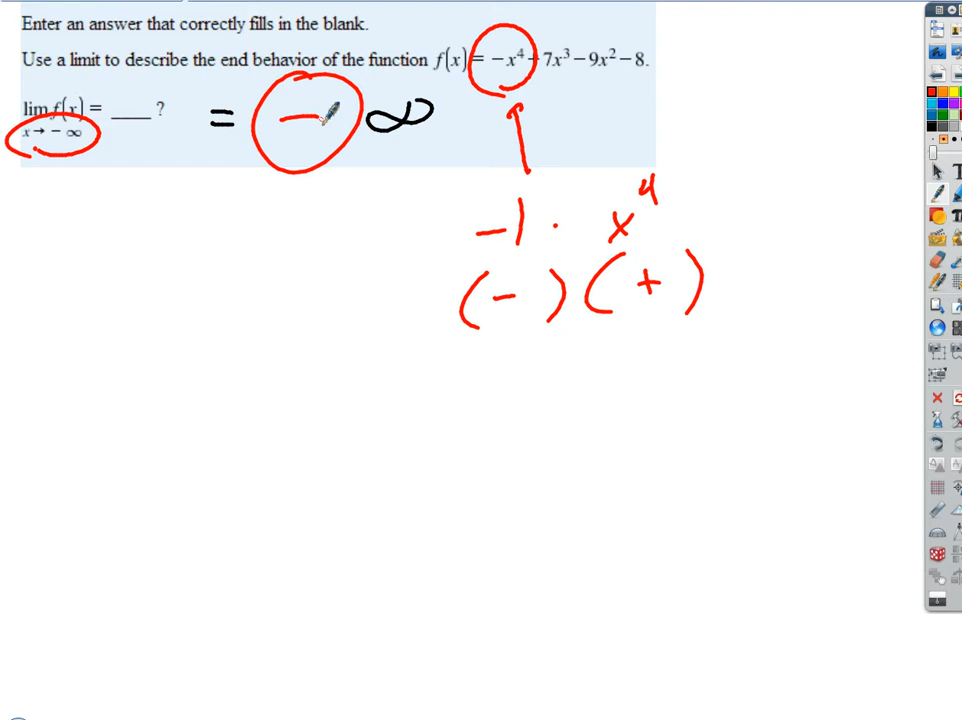 Enter an answer that correctly fills in the blank.
Use a limit to describe the end behavior of the function f(x) = −x⁴ + 7x³ − 9x² − 8.
lim f(x) = ____ ? = − ∞
x → − ∞
−1 · x⁴
(−)(+)